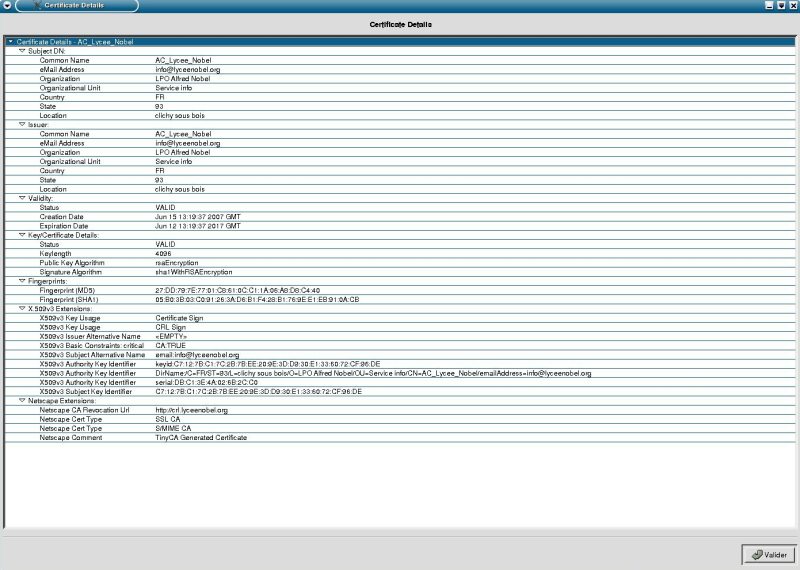 Certificate Details
Certificate Details
Certificate Details - AC_Lycee_Nobel
Subject DN:
Common Name AC_Lycee_Nobel
eMail Address info@lyceenobel.org
Organization LPO Alfred Nobel
Organizational Unit Service info
Country FR
State 93
Location clichy sous bois
Issuer:
Common Name AC_Lycee_Nobel
eMail Address info@lyceenobel.org
Organization LPO Alfred Nobel
Organizational Unit Service info
Country FR
State 93
Location clichy sous bois
Validity:
Status VALID
Creation Date Jun 15 13:19:37 2007 GMT
Expiration Date Jun 12 13:19:37 2017 GMT
Key/Certificate Details:
Status VALID
Keylength 4096
Public Key Algorithm rsaEncryption
Signature Algorithm sha1WithRSAEncryption
Fingerprints:
Fingerprint (MD5) 27:DD:79:7E:77:01:C8:61:0C:C1:1A:06:A8:D8:C4:40
Fingerprint (SHA1) 05:B0:3B:03:C0:91:26:3A:D6:B1:F4:28:B1:76:9E:E1:EB:91:0A:CB
X.509v3 Extensions:
X509v3 Key Usage Certificate Sign
X509v3 Key Usage CRL Sign
X509v3 Issuer Alternative Name <EMPTY>
X509v3 Basic Constraints: critical CA:TRUE
X509v3 Subject Alternative Name email:info@lyceenobel.org
X509v3 Authority Key Identifier keyid:C7:12:7B:C1:7C:2B:7B:EE:20:9E:3D:D9:30:E1:33:60:72:CF:96:DE
X509v3 Authority Key Identifier DirName:/C=FR/ST=93/L=clichy sous bois/O=LPO Alfred Nobel/OU=Service info/CN=AC_Lycee_Nobel/emailAddress=info@lyceenobel.org
X509v3 Authority Key Identifier serial:DB:C1:3E:4A:02:6B:2C:C0
X509v3 Subject Key Identifier C7:12:7B:C1:7C:2B:7B:EE:20:9E:3D:D9:30:E1:33:60:72:CF:96:DE
Netscape Extensions:
Netscape CA Revocation Url http://crl.lyceenobel.org
Netscape Cert Type SSL CA
Netscape Cert Type S/MIME CA
Netscape Comment TinyCA Generated Certificate
Valider